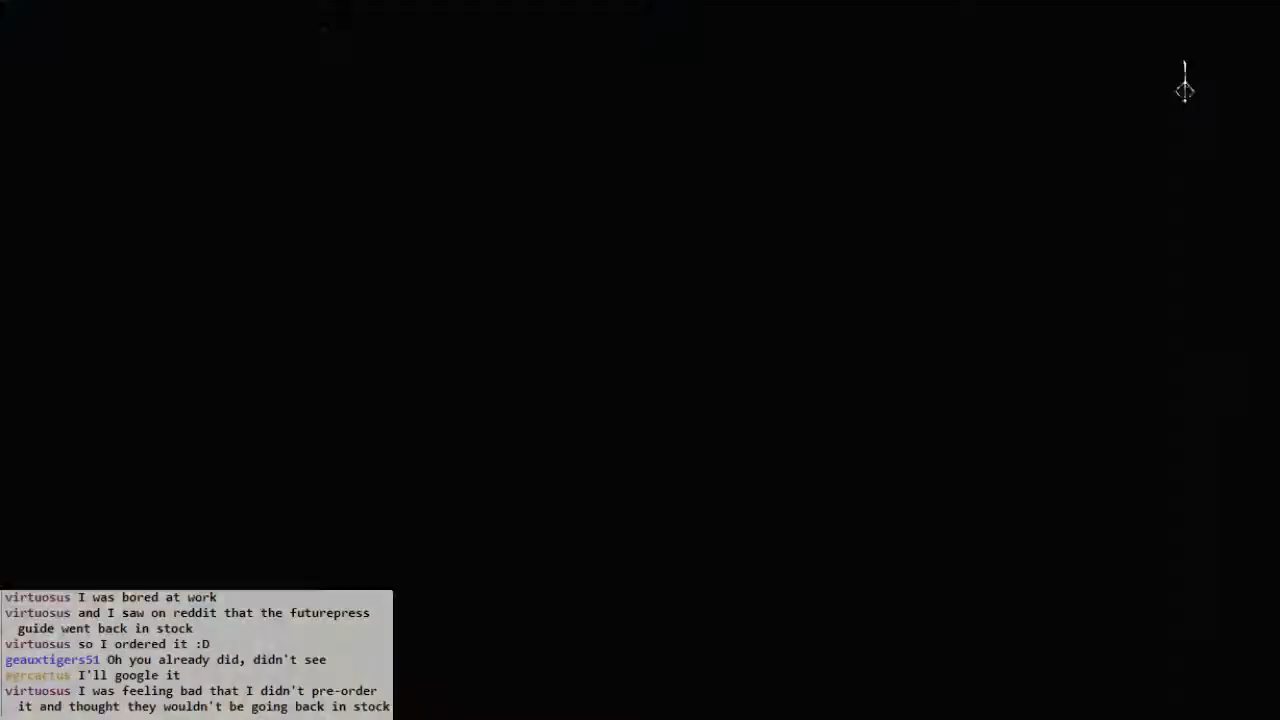 virtuosus I was bored at work
virtuosus and I saw on reddit that the futurepress
guide went back in stock
virtuosus so I ordered it :D
geauxtigers51 Oh you already did, didn't see
I'll google it
virtuosus I was feeling bad that I didn't pre-order
it and thought they wouldn't be going back in stock